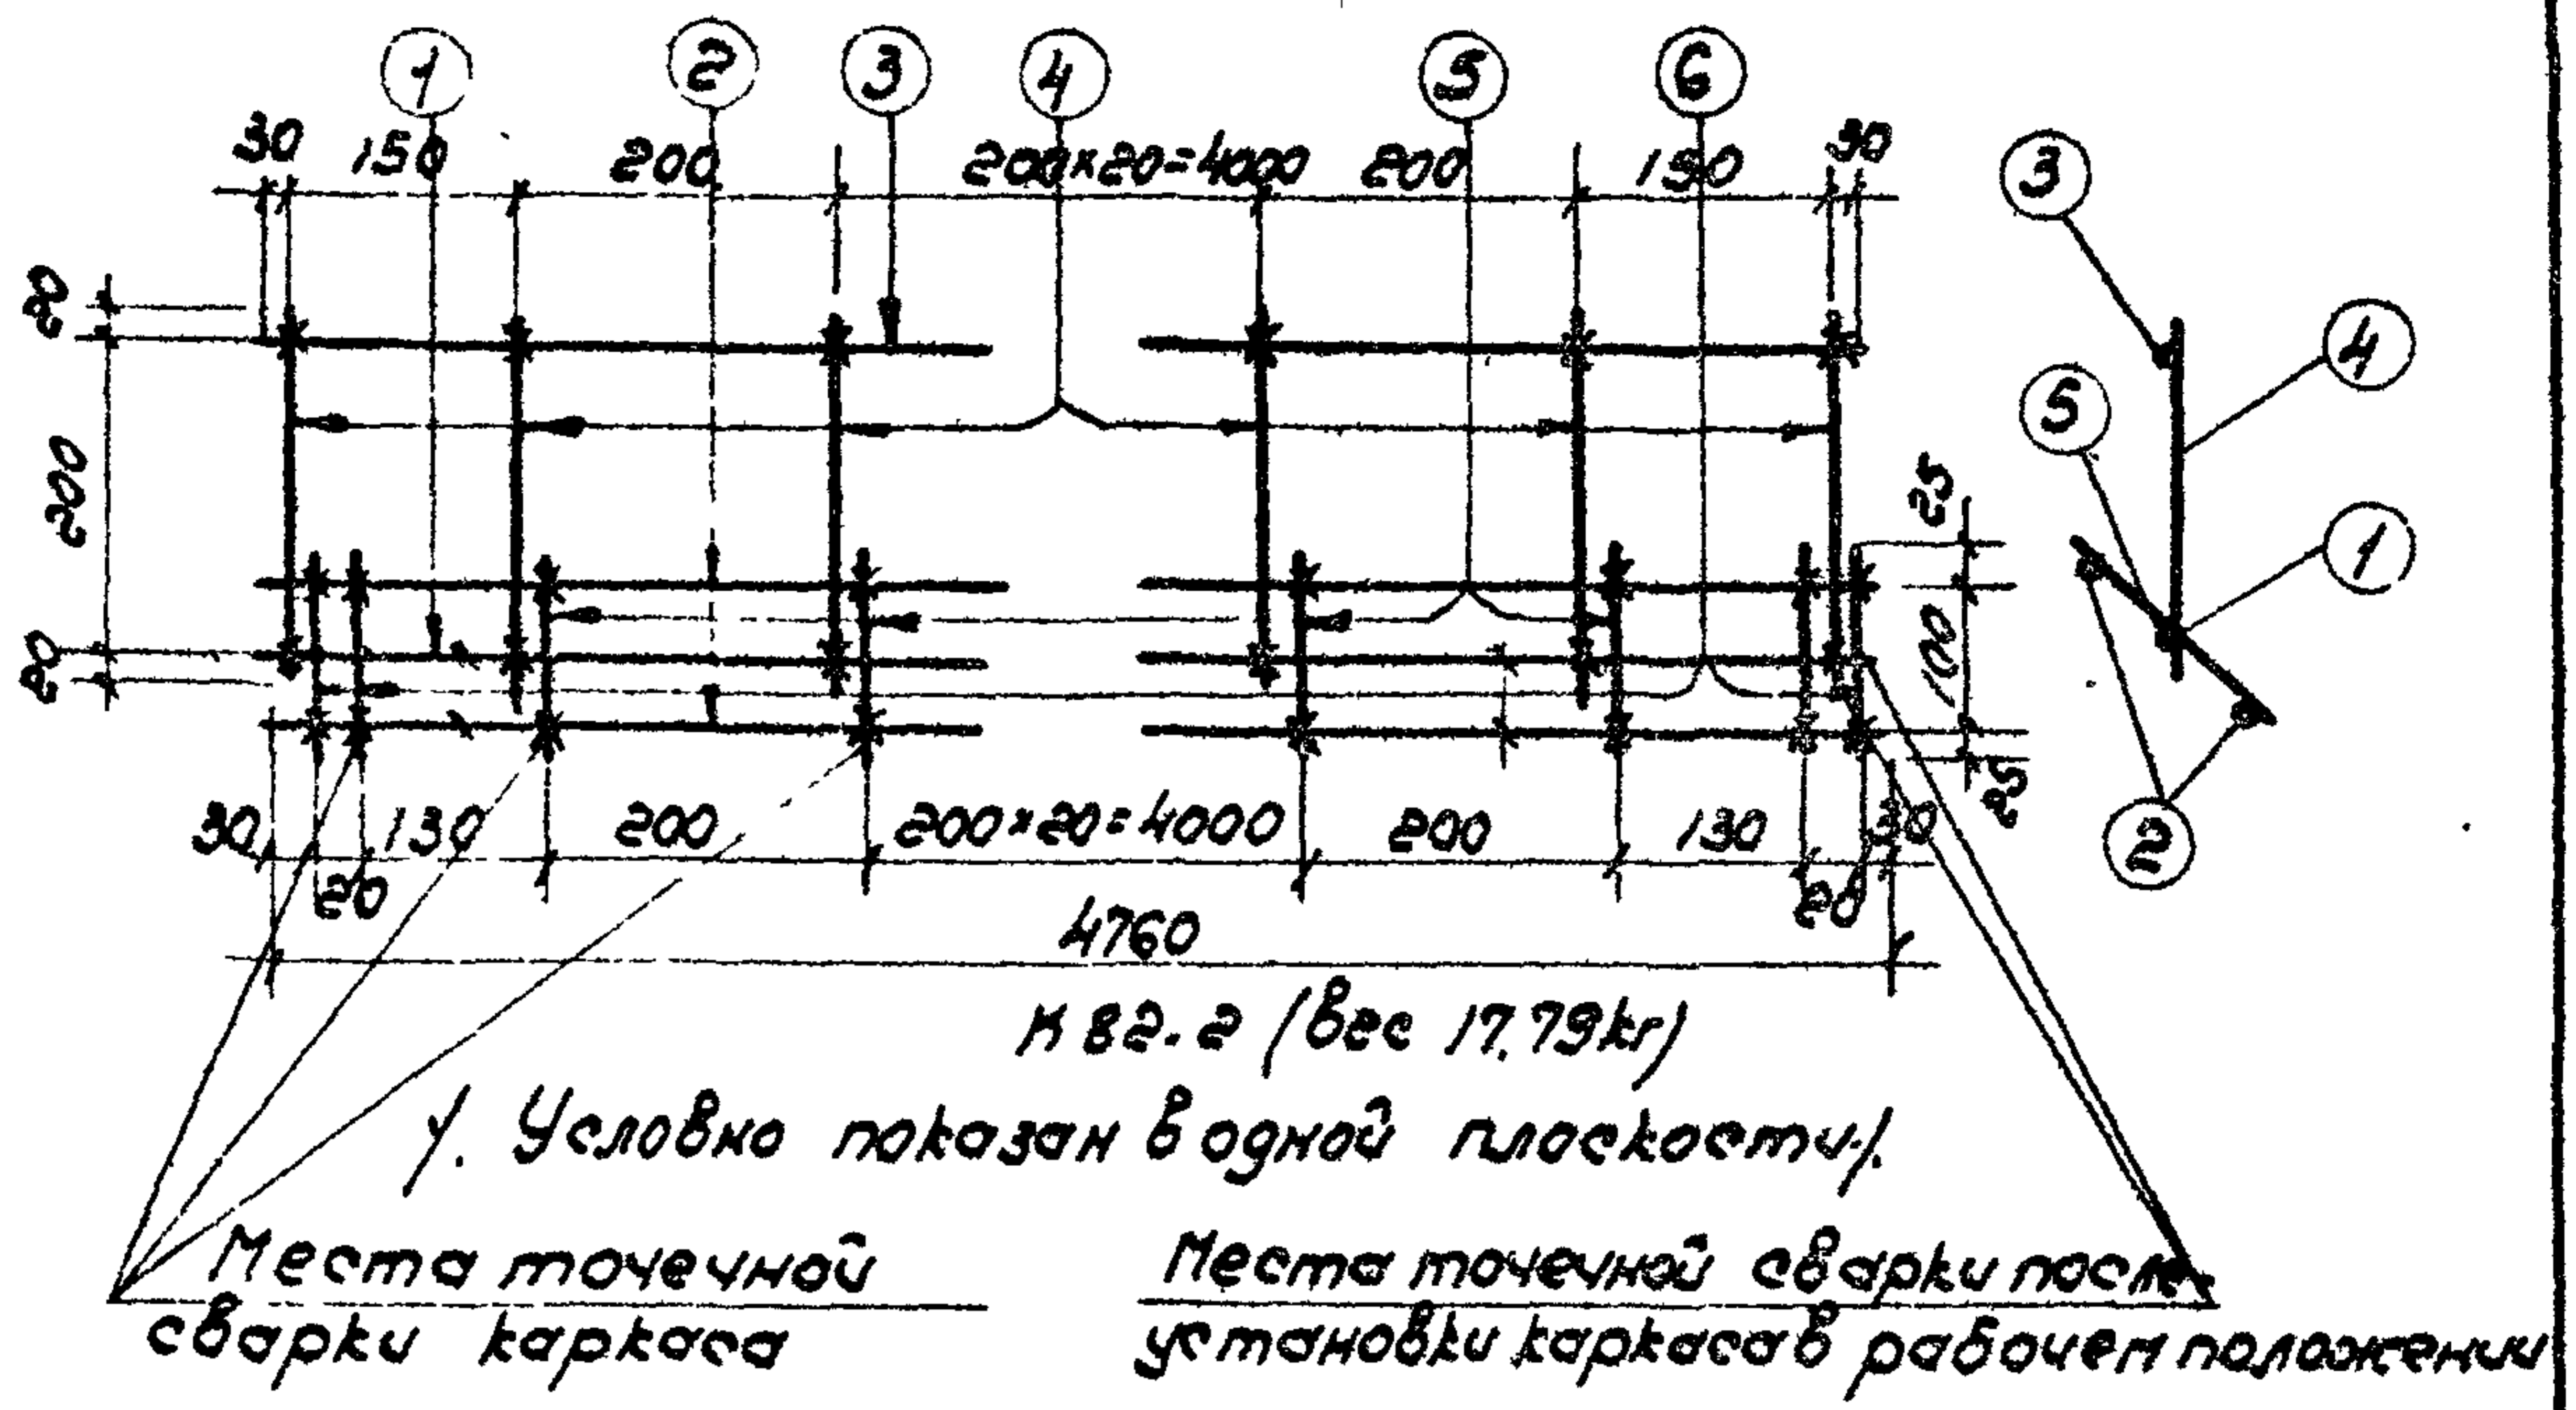 1 2 3 4 5 6
30 150 200 200×20=4000 200 150 30
3
20
4
5
200
25
1
100
20
25
30 130 200 200×20=4000 200 130 30
2
20 20
4760
К 82.2 (вес 17.79кг)
/. Условно показан в одной плоскости./.
Места точечной
сварки каркаса
Места точечной сварки после
установки каркаса в рабочем положении